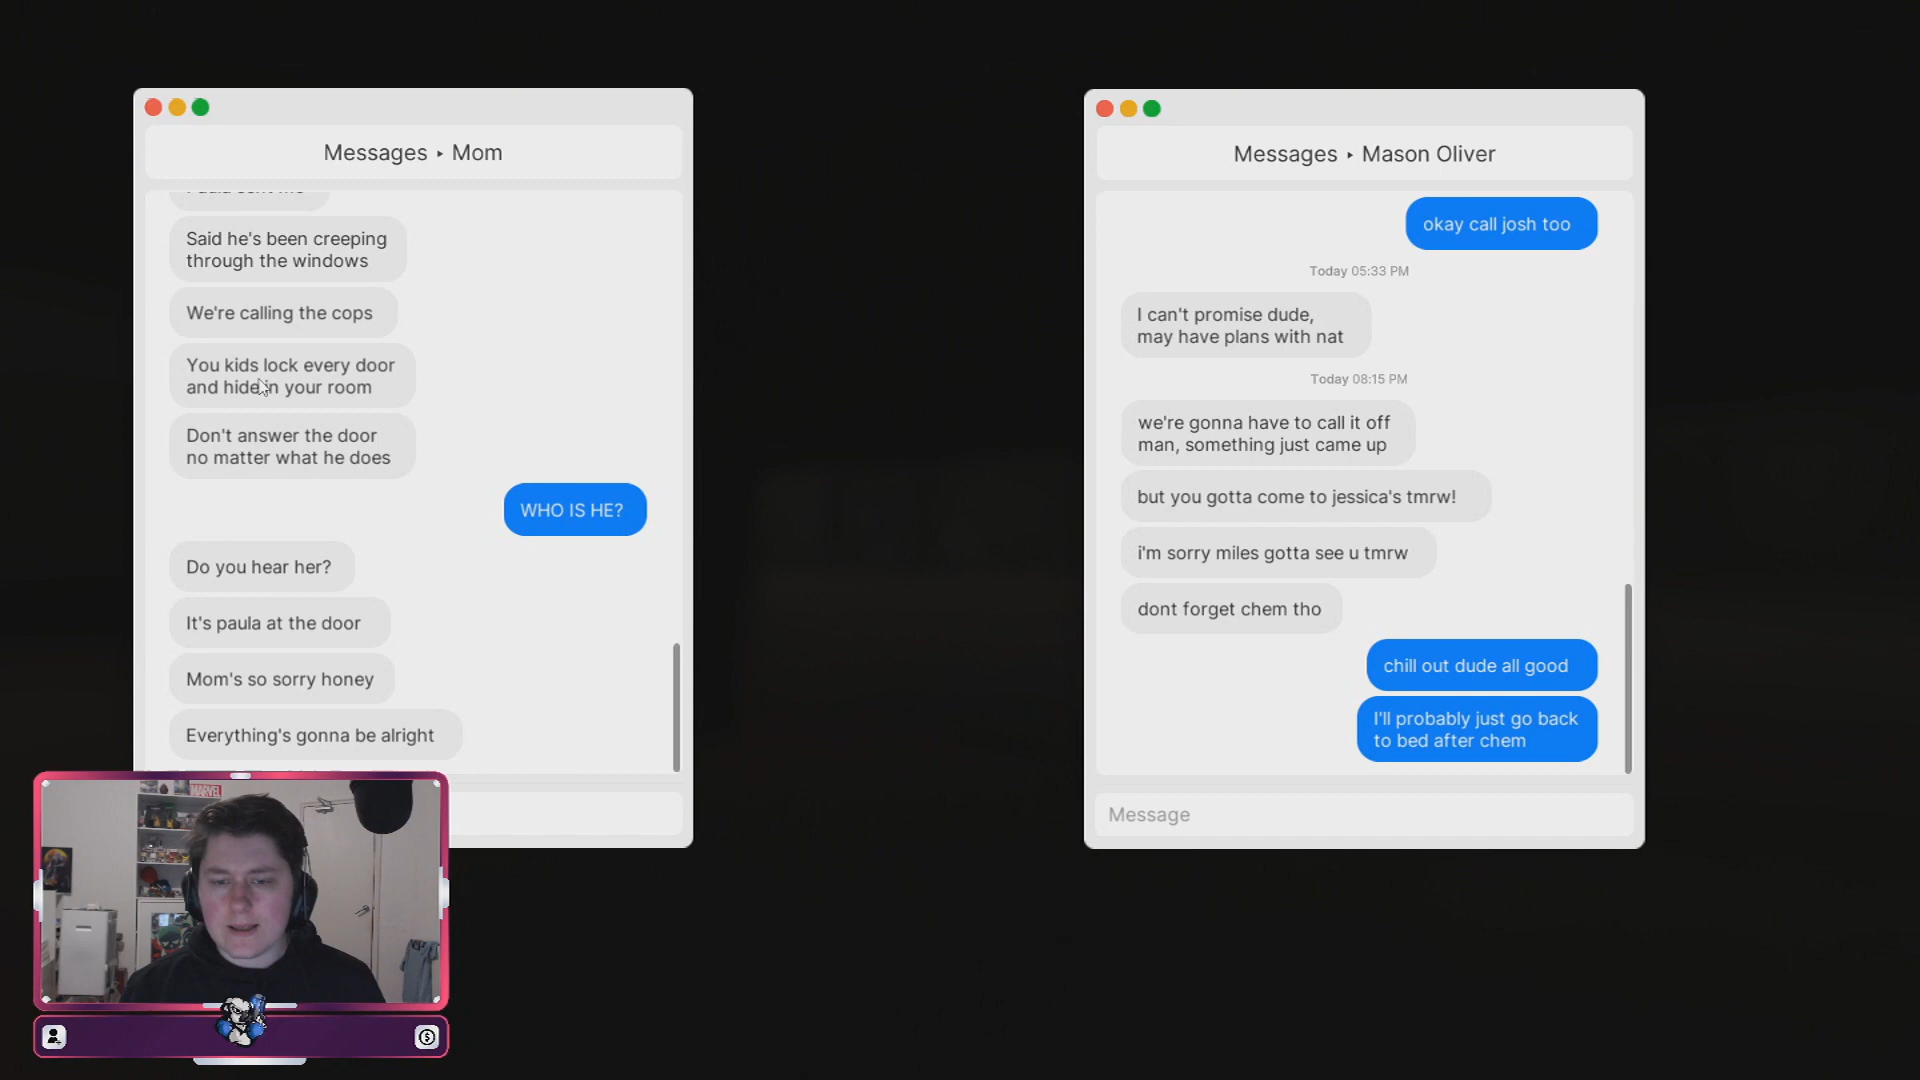 Messages ▸ Mom
Said he's been creeping
through the windows
We're calling the cops
You kids lock every door
and hide in your room
Don't answer the door
no matter what he does
WHO IS HE?
Do you hear her?
It's paula at the door
Mom's so sorry honey
Everything's gonna be alright
Messages ▸ Mason Oliver
okay call josh too
Today 05:33 PM
I can't promise dude,
may have plans with nat
Today 08:15 PM
we're gonna have to call it off
man, something just came up
but you gotta come to jessica's tmrw!
i'm sorry miles gotta see u tmrw
dont forget chem tho
chill out dude all good
I'll probably just go back
to bed after chem
Message
MARVEL